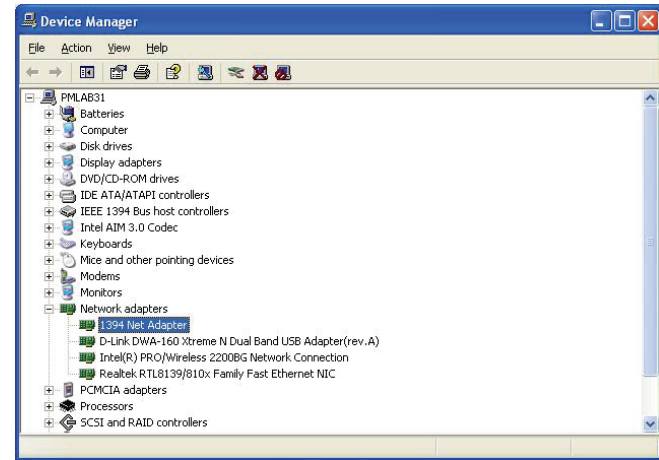 Device Manager
File Action View Help
PMLAB31
Batteries
Computer
Disk drives
Display adapters
DVD/CD-ROM drives
IDE ATA/ATAPI controllers
IEEE 1394 Bus host controllers
Intel AIM 3.0 Codec
Keyboards
Mice and other pointing devices
Modems
Monitors
Network adapters
1394 Net Adapter
D-Link DWA-160 Xtreme N Dual Band USB Adapter(rev.A)
Intel(R) PRO/Wireless 2200BG Network Connection
Realtek RTL8139/810x Family Fast Ethernet NIC
PCMCIA adapters
Processors
SCSI and RAID controllers